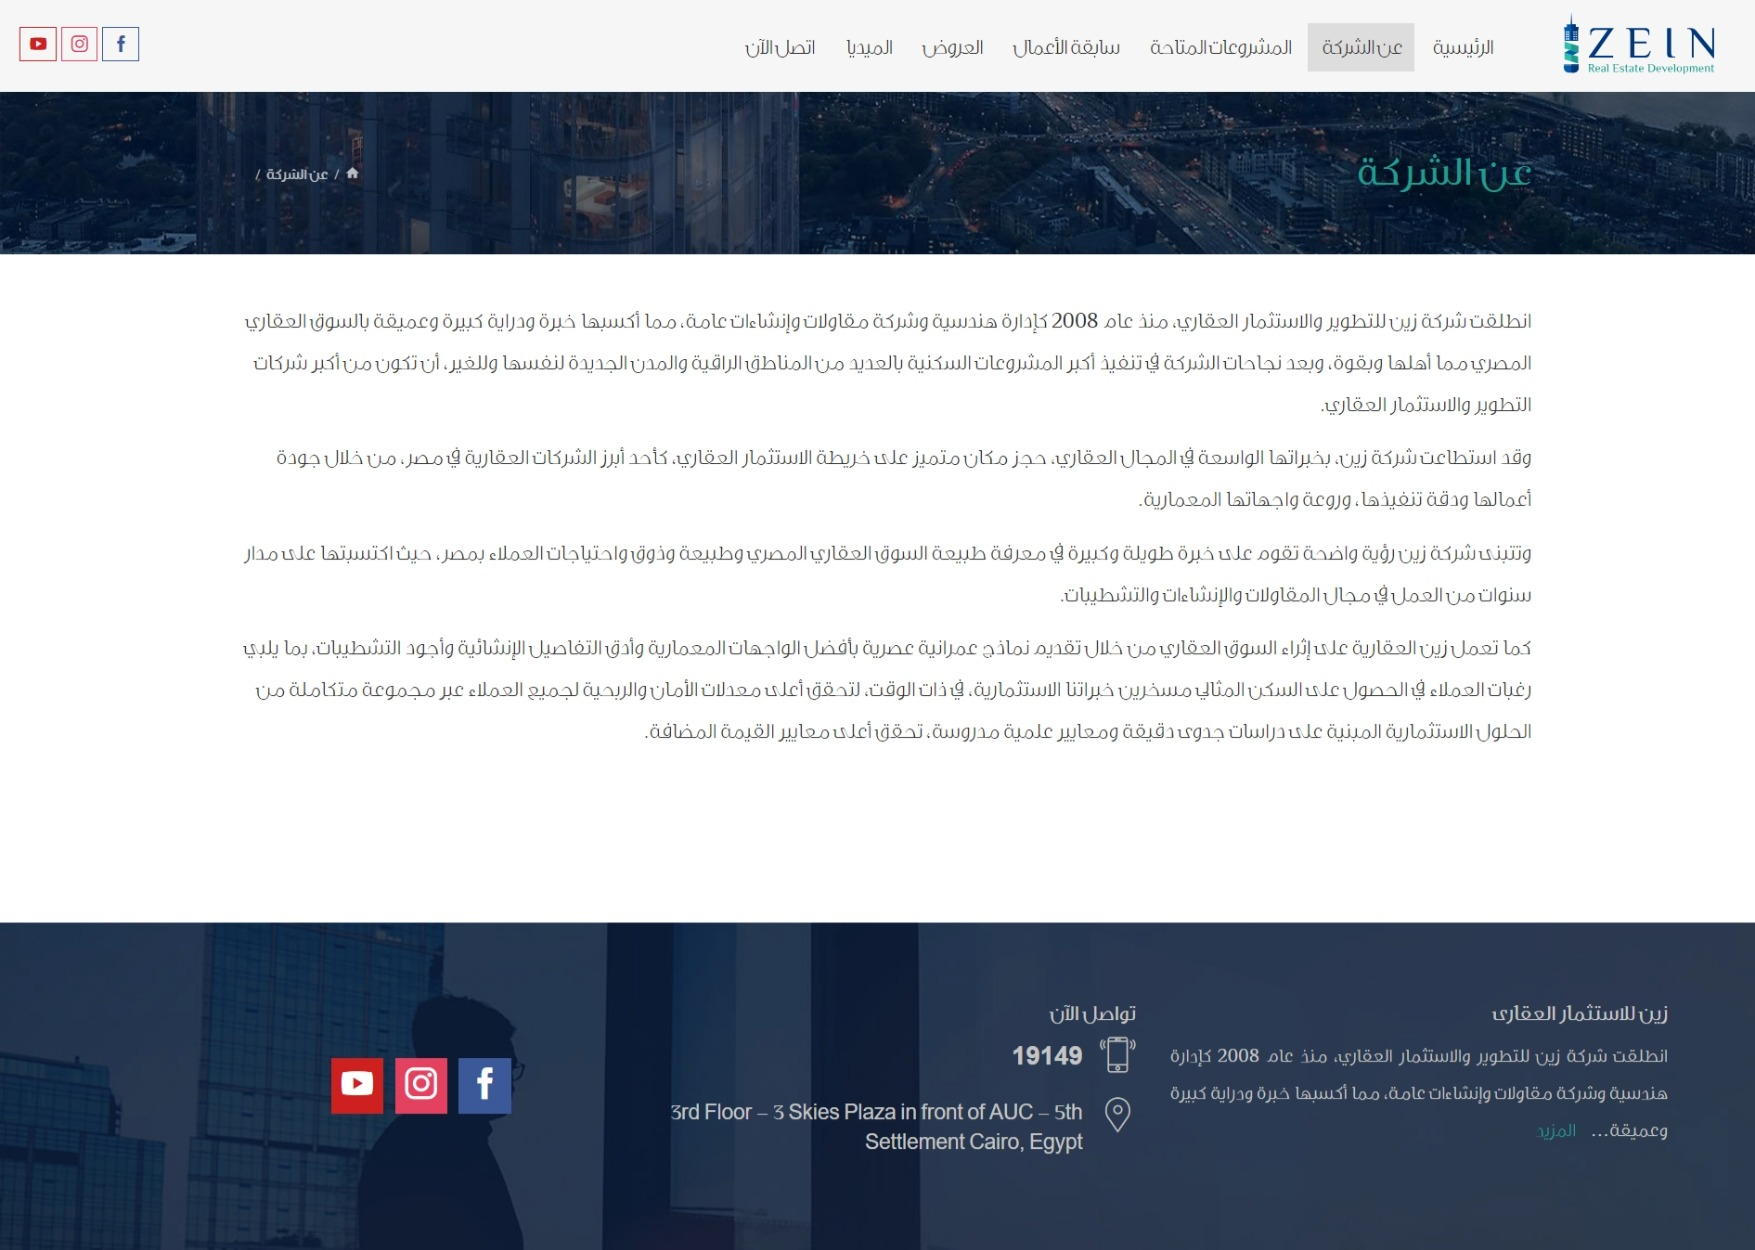 ZEIN
Real Estate Development
الرئيسية
عن الشركة
المشروعات المتاحة
سابقة الأعمال
العروض
الميديا
اتصل الآن
عن الشركة
/ عن الشركة /
انطلقت شركة زين للتطوير والاستثمار العقاري، منذ عام 2008 كإدارة هندسية وشركة مقاولات وإنشاءات عامة، مما أكسبها خبرة ودراية كبيرة وعميقة بالسوق العقاري
المصري مما أهلها وبقوة، وبعد نجاحات الشركة في تنفيذ أكبر المشروعات السكنية بالعديد من المناطق الراقية والمدن الجديدة لنفسها وللغير، أن تكون من أكبر شركات
التطوير والاستثمار العقاري.
وقد استطاعت شركة زين، بخبراتها الواسعة في المجال العقاري، حجز مكان متميز على خريطة الاستثمار العقاري، كأحد أبرز الشركات العقارية في مصر، من خلال جودة
أعمالها ودقة تنفيذها، وروعة واجهاتها المعمارية.
وتتبنى شركة زين رؤية واضحة تقوم على خبرة طويلة وكبيرة في معرفة طبيعة السوق العقاري المصري وطبيعة وذوق واحتياجات العملاء بمصر، حيث اكتسبتها على مدار
سنوات من العمل في مجال المقاولات والإنشاءات والتشطيبات.
كما تعمل زين العقارية على إثراء السوق العقاري من خلال تقديم نماذج عمرانية عصرية بأفضل الواجهات المعمارية وأدق التفاصيل الإنشائية وأجود التشطيبات، بما يلبي
رغبات العملاء في الحصول على السكن المثالي مسخرين خبراتنا الاستثمارية، في ذات الوقت، لتحقق أعلى معدلات الأمان والربحية لجميع العملاء عبر مجموعة متكاملة من
الحلول الاستثمارية المبنية على دراسات جدوى دقيقة ومعايير علمية مدروسة، تحقق أعلى معايير القيمة المضافة.
زين للاستثمار العقارى
انطلقت شركة زين للتطوير والاستثمار العقاري، منذ عام 2008 كإدارة
هندسية وشركة مقاولات وإنشاءات عامة، مما أكسبها خبرة ودراية كبيرة
وعميقة... المزيد
تواصل الآن
19149
3rd Floor – 3 Skies Plaza in front of AUC – 5th
Settlement Cairo, Egypt